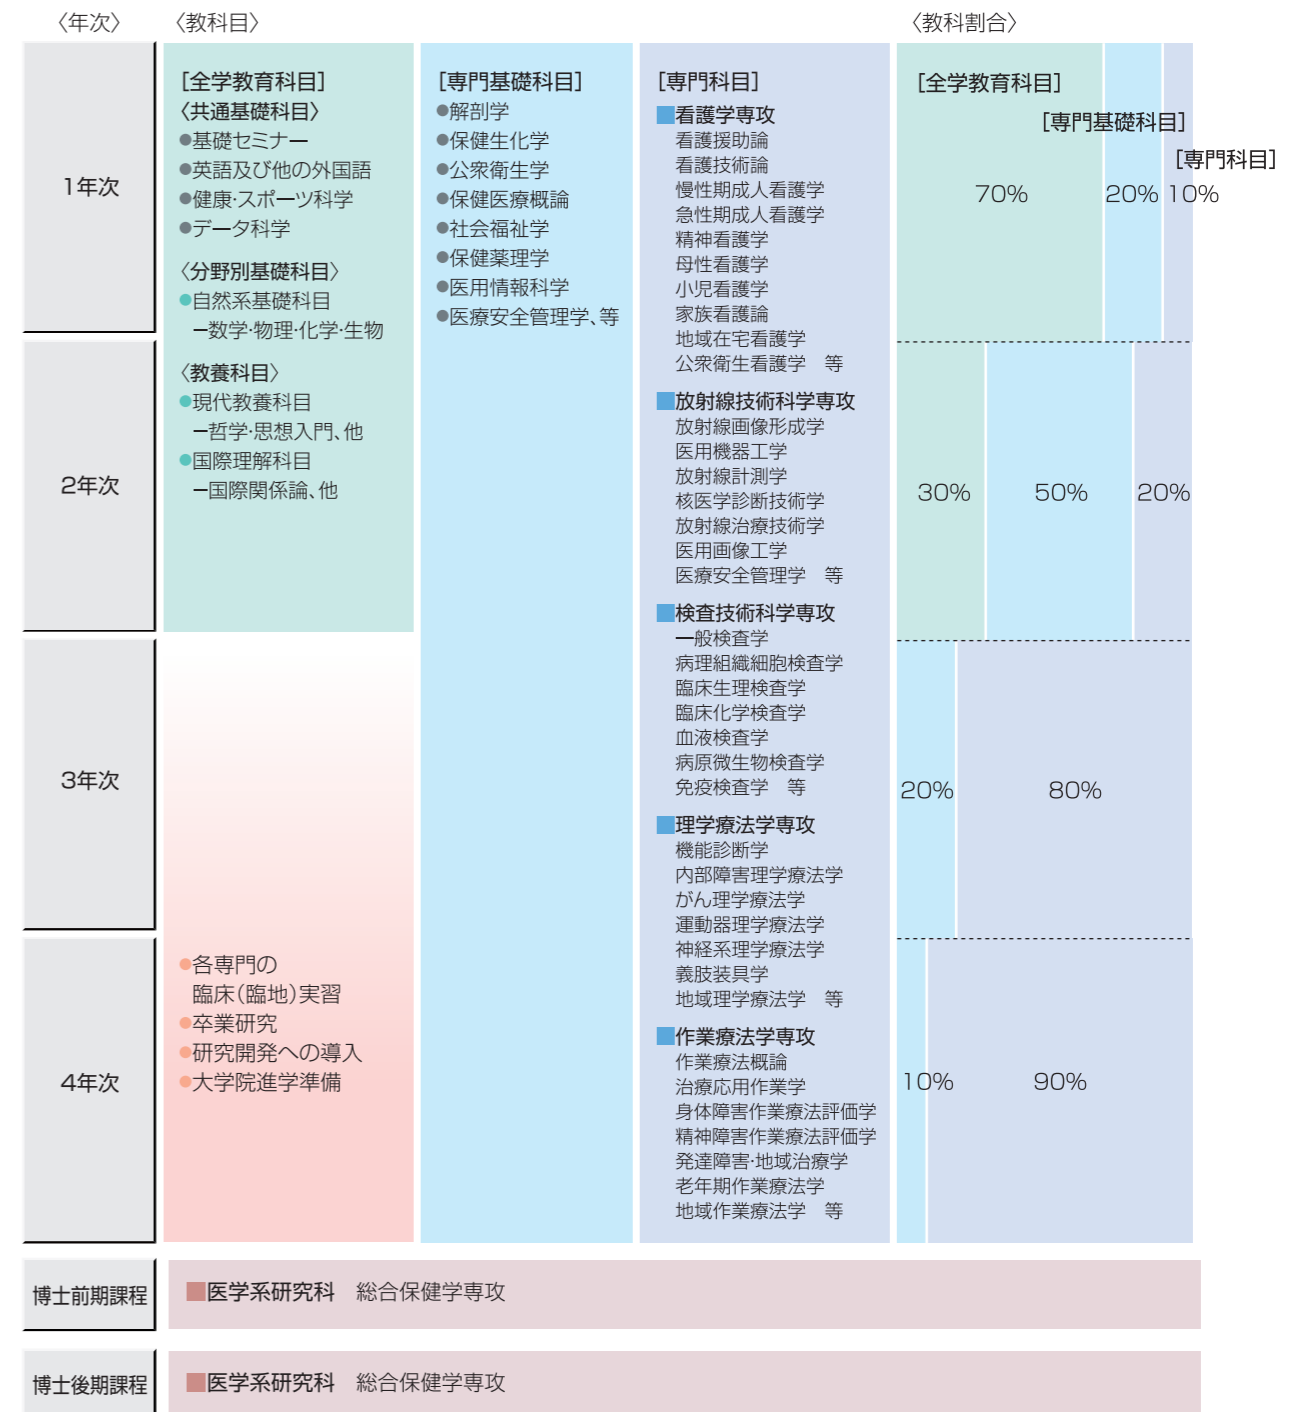 〈年次〉
〈教科目〉
〈教科割合〉
1年次
2年次
3年次
4年次
[全学教育科目]
〈共通基礎科目〉
●基礎セミナー
●英語及び他の外国語
●健康·スポーツ科学
●データ科学
〈分野別基礎科目〉
●自然系基礎科目
ー数学·物理·化学·生物
〈教養科目〉
●現代教養科目
ー哲学·思想入門、他
●国際理解科目
ー国際関係論、他
●各専門の
臨床(臨地)実習
●卒業研究
●研究開発への導入
●大学院進学準備
[専門基礎科目]
●解剖学
●保健生化学
●公衆衛生学
●保健医療概論
●社会福祉学
●保健薬理学
●医用情報科学
●医療安全管理学、等
[専門科目]
■看護学専攻
看護援助論
看護技術論
慢性期成人看護学
急性期成人看護学
精神看護学
母性看護学
小児看護学
家族看護論
地域在宅看護学
公衆衛生看護学　等
■放射線技術科学専攻
放射線画像形成学
医用機器工学
放射線計測学
核医学診断技術学
放射線治療技術学
医用画像工学
医療安全管理学　等
■検査技術科学専攻
一般検査学
病理組織細胞検査学
臨床生理検査学
臨床化学検査学
血液検査学
病原微生物検査学
免疫検査学　等
■理学療法学専攻
機能診断学
内部障害理学療法学
がん理学療法学
運動器理学療法学
神経系理学療法学
義肢装具学
地域理学療法学　等
■作業療法学専攻
作業療法概論
治療応用作業学
身体障害作業療法評価学
精神障害作業療法評価学
発達障害·地域治療学
老年期作業療法学
地域作業療法学　等
[全学教育科目]
[専門基礎科目]
[専門科目]
70% 20% 10%
30% 50% 20%
20% 80%
10% 90%
博士前期課程
■医学系研究科　総合保健学専攻
博士後期課程
■医学系研究科　総合保健学専攻